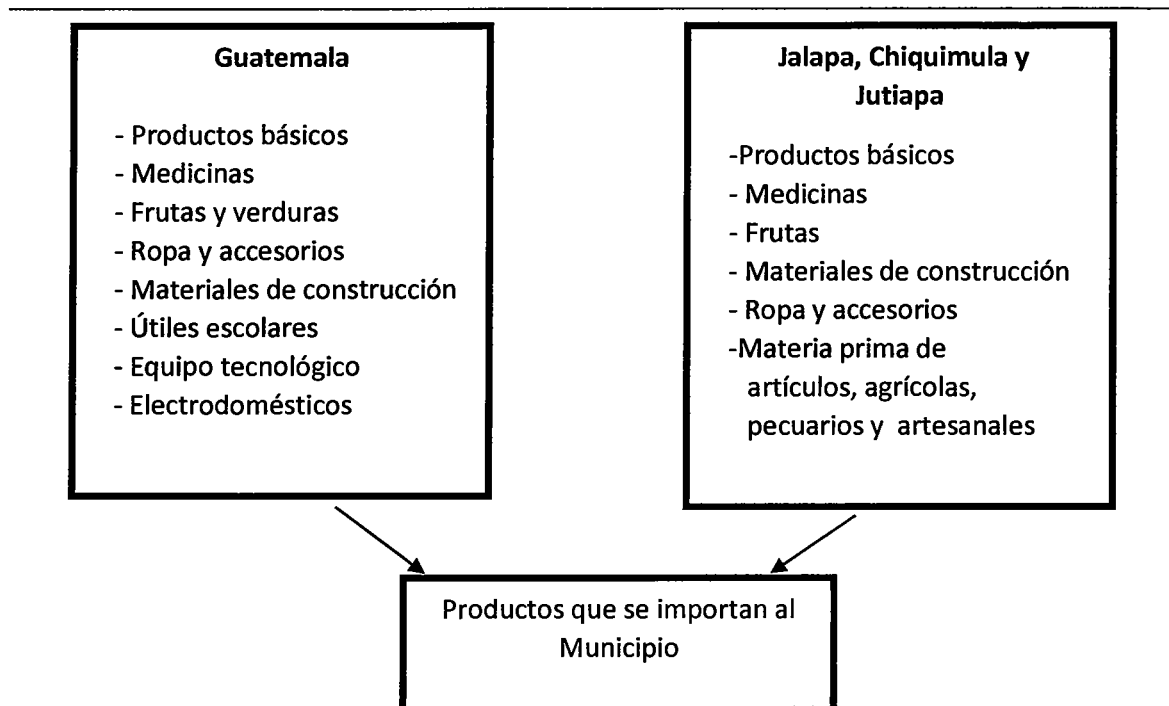 Guatemala
- Productos básicos
- Medicinas
- Frutas y verduras
- Ropa y accesorios
- Materiales de construcción
- Útiles escolares
- Equipo tecnológico
- Electrodomésticos
Jalapa, Chiquimula y
Jutiapa
-Productos básicos
- Medicinas
- Frutas
- Materiales de construcción
- Ropa y accesorios
-Materia prima de
artículos, agrícolas,
pecuarios y artesanales
Productos que se importan al
Municipio